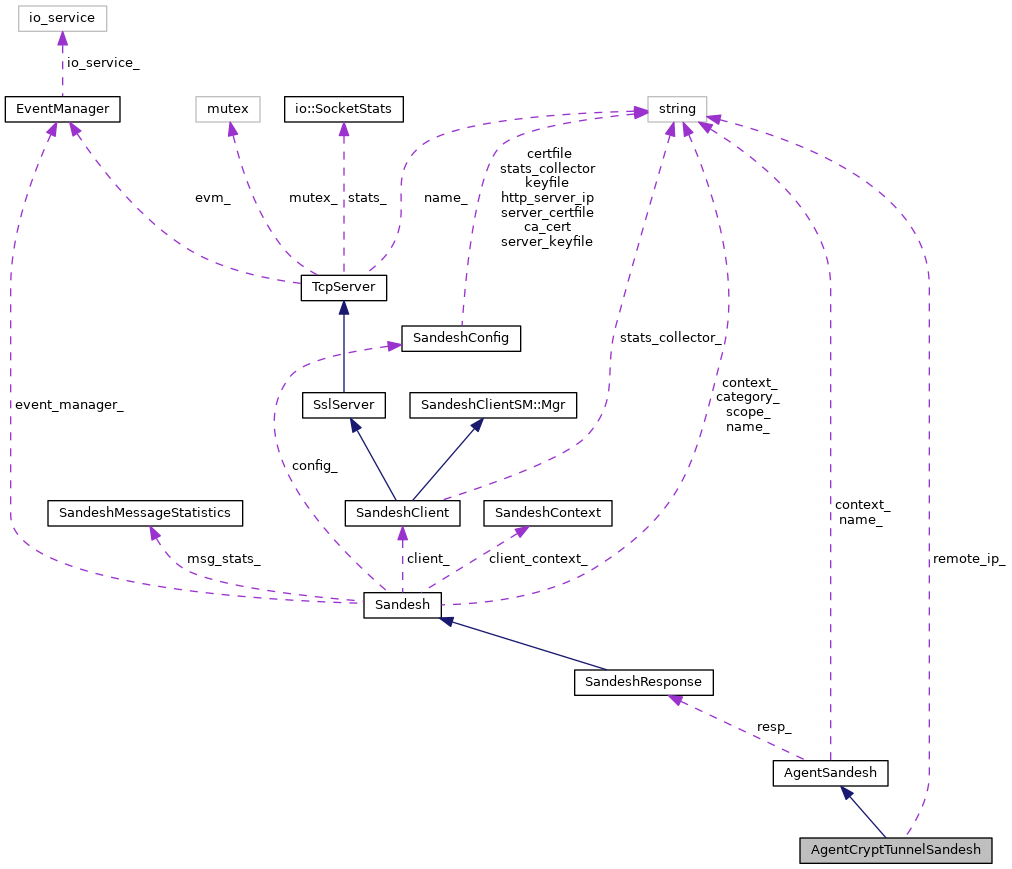 io_service
io_service_
EventManager
mutex
io::SocketStats
string
certfile
stats_collector
keyfile
http_server_ip
server_certfile
ca_cert
server_keyfile
evm_
mutex_
stats_
name_
TcpServer
SandeshConfig
stats_collector_
context_
category_
scope_
name_
event_manager_
SslServer
SandeshClientSM::Mgr
config_
SandeshMessageStatistics
SandeshClient
SandeshContext
context_
name_
msg_stats_
client_
client_context_
remote_ip_
Sandesh
SandeshResponse
resp_
AgentSandesh
AgentCryptTunnelSandesh